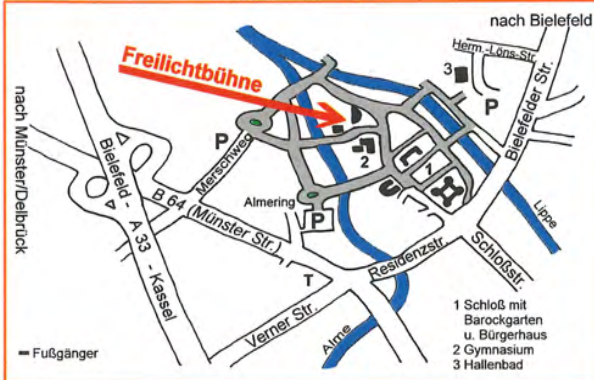 nach Bielefeld
Herm.-Löns-Str.
3
P
Bielefelder Str.
Freilichtbühne
nach Münster/Delbrück
P
Merschweg
2
1
Bielefeld - A 33 - Kassel
B 64 (Münster Str.)
Almering
P
Lippe
Residenzstr.
Schloßstr.
T
Verner Str.
Alme
1 Schloß mit
Barockgarten
u. Bürgerhaus
2 Gymnasium
3 Hallenbad
Fußgänger